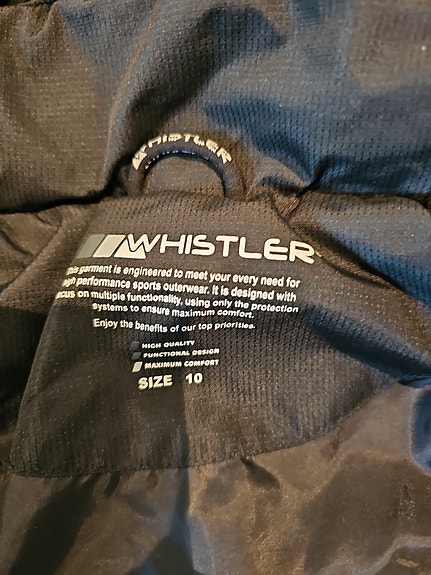 WHISTLER
WHISTLER
This garment is engineered to meet your every need for
high performance sports outerwear. It is designed with
focus on multiple functionality, using only the protection
systems to ensure maximum comfort.
Enjoy the benefits of our top priorities.
HIGH QUALITY
FUNCTIONAL DESIGN
MAXIMUM COMFORT
SIZE 10